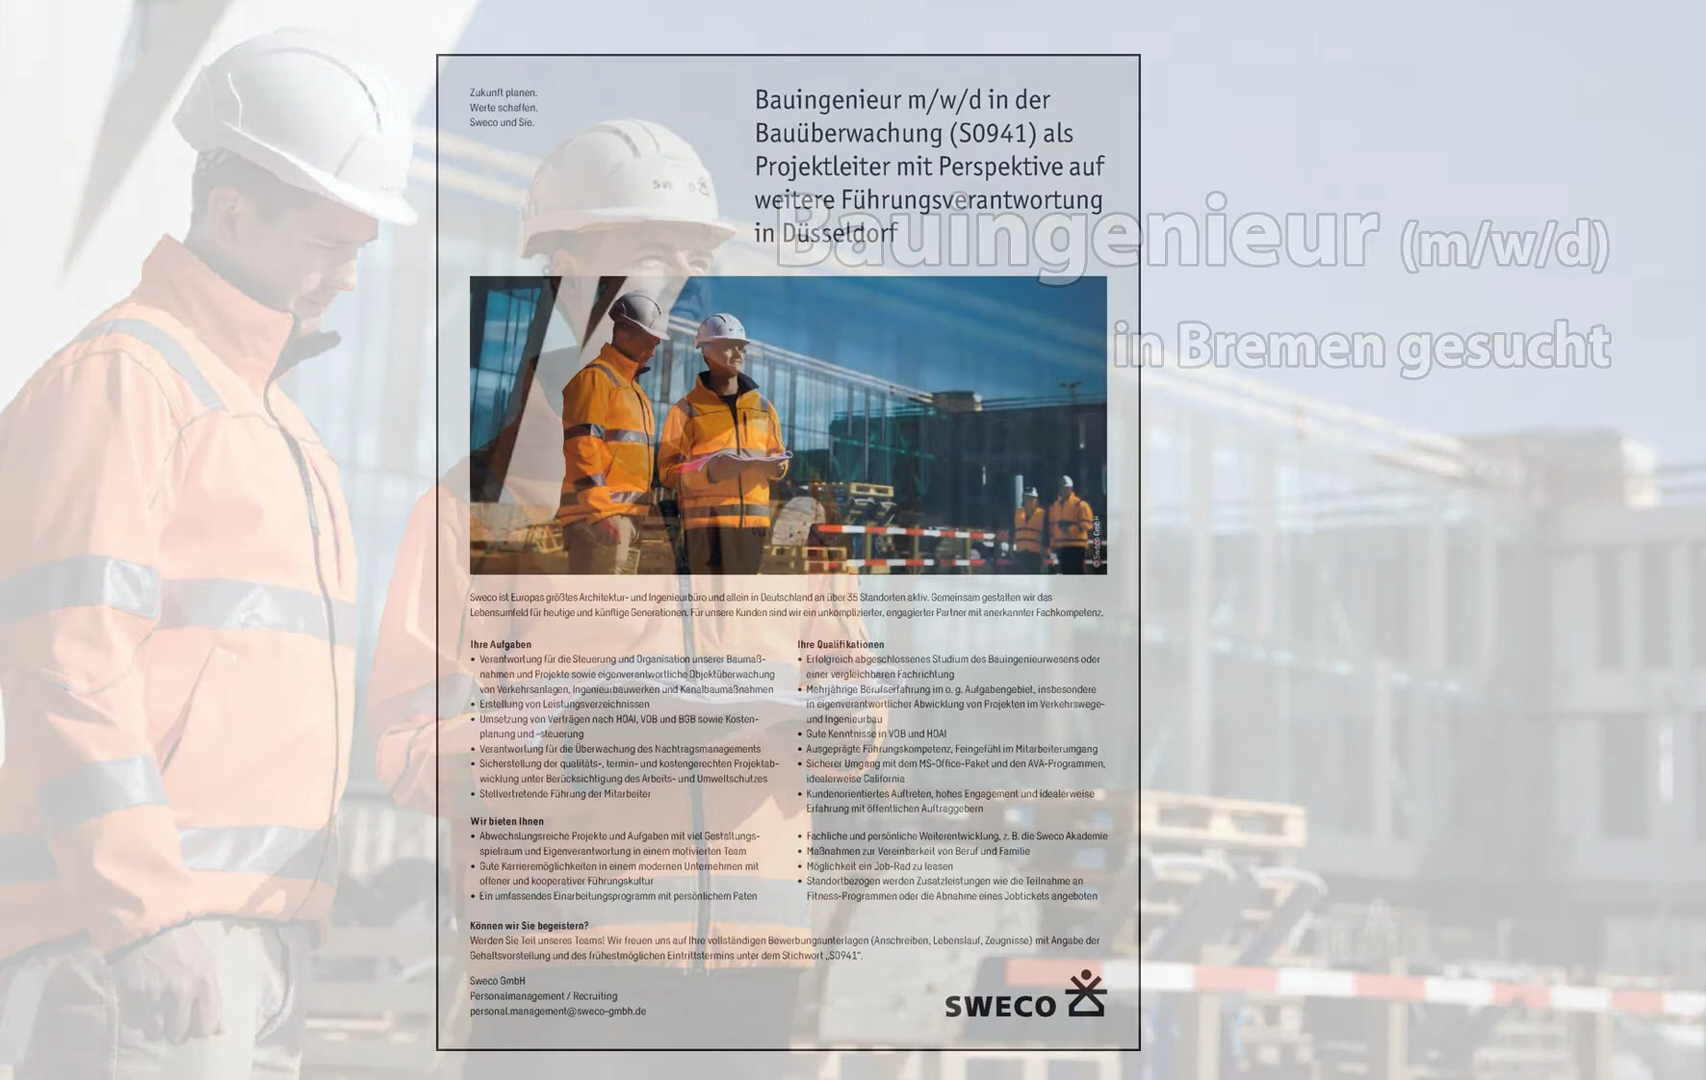 Zukunft planen.
Werte schaffen.
Sweco und Sie.
Bauingenieur m/w/d in der
Bauüberwachung (S0941) als
Projektleiter mit Perspektive auf
weitere Führungsverantwortung
in Düsseldorf
Bauingenieur (m/w/d)
in Bremen gesucht
SWECO
© Sweco GmbH
Sweco ist Europas größtes Architektur- und Ingenieurbüro und allein in Deutschland an über 35 Standorten aktiv. Gemeinsam gestalten wir das
Lebensumfeld für heutige und künftige Generationen. Für unsere Kunden sind wir ein unkomplizierter, engagierter Partner mit anerkannter Fachkompetenz.
Ihre Aufgaben
• Verantwortung für die Steuerung und Organisation unserer Baumaß-
nahmen und Projekte sowie eigenverantwortliche Objektüberwachung
von Verkehrsanlagen, Ingenieurbauwerken und Kanalbaumaßnahmen
• Erstellung von Leistungsverzeichnissen
• Umsetzung von Verträgen nach HOAI, VOB und BGB sowie Kosten-
planung und -steuerung
• Verantwortung für die Überwachung des Nachtragsmanagements
• Sicherstellung der qualitäts-, termin- und kostengerechten Projektab-
wicklung unter Berücksichtigung des Arbeits- und Umweltschutzes
• Stellvertretende Führung der Mitarbeiter
Ihre Qualifikationen
• Erfolgreich abgeschlossenes Studium des Bauingenieurwesens oder
einer vergleichbaren Fachrichtung
• Mehrjährige Berufserfahrung im o. g. Aufgabengebiet, insbesondere
in eigenverantwortlicher Abwicklung von Projekten im Verkehrswege-
und Ingenieurbau
• Gute Kenntnisse in VOB und HOAI
• Ausgeprägte Führungskompetenz, Feingefühl im Mitarbeiterumgang
• Sicherer Umgang mit dem MS-Office-Paket und den AVA-Programmen,
idealerweise California
• Kundenorientiertes Auftreten, hohes Engagement und idealerweise
Erfahrung mit öffentlichen Auftraggebern
Wir bieten Ihnen
• Abwechslungsreiche Projekte und Aufgaben mit viel Gestaltungs-
spielraum und Eigenverantwortung in einem motivierten Team
• Gute Karrieremöglichkeiten in einem modernen Unternehmen mit
offener und kooperativer Führungskultur
• Ein umfassendes Einarbeitungsprogramm mit persönlichem Paten
• Fachliche und persönliche Weiterentwicklung, z. B. die Sweco Akademie
• Maßnahmen zur Vereinbarkeit von Beruf und Familie
• Möglichkeit ein Job-Rad zu leasen
• Standortbezogen werden Zusatzleistungen wie die Teilnahme an
Fitness-Programmen oder die Abnahme eines Jobtickets angeboten
Können wir Sie begeistern?
Werden Sie Teil unseres Teams! Wir freuen uns auf Ihre vollständigen Bewerbungsunterlagen (Anschreiben, Lebenslauf, Zeugnisse) mit Angabe der
Gehaltsvorstellung und des frühestmöglichen Eintrittstermins unter dem Stichwort „S0941“.
Sweco GmbH
Personalmanagement / Recruiting
personal.management@sweco-gmbh.de
SWECO